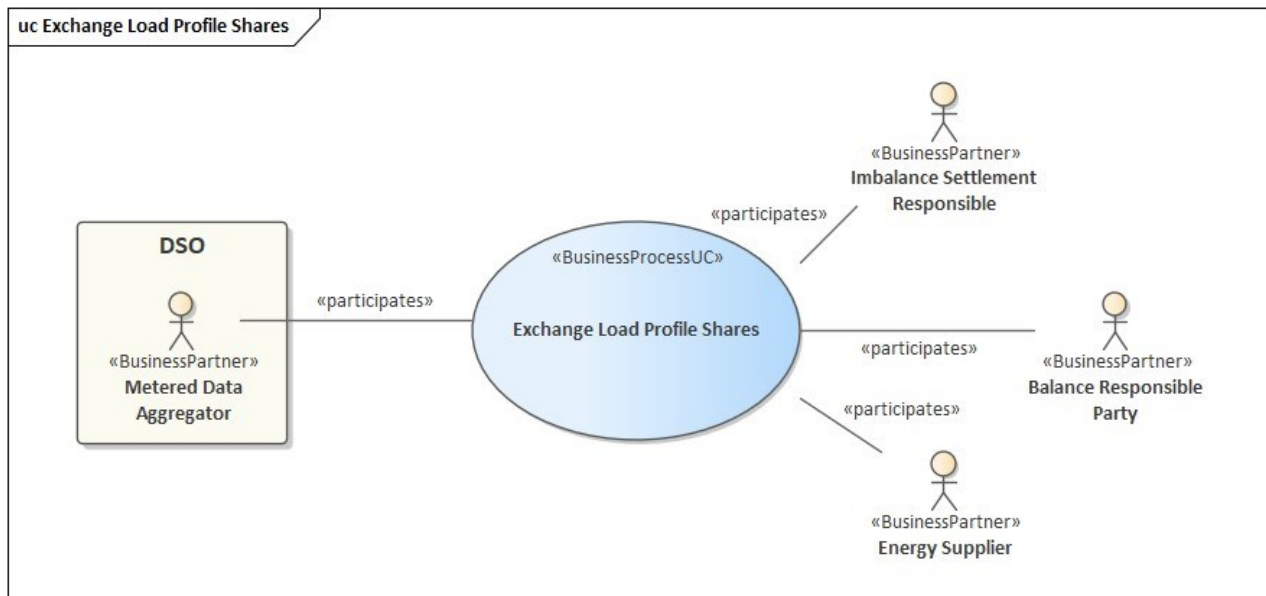 uc Exchange Load Profile Shares
DSO
«BusinessPartner»
Metered Data
Aggregator
«participates»
«BusinessProcessUC»
Exchange Load Profile Shares
«participates»
«BusinessPartner»
Imbalance Settlement
Responsible
«participates»
«BusinessPartner»
Balance Responsible
Party
«participates»
«BusinessPartner»
Energy Supplier